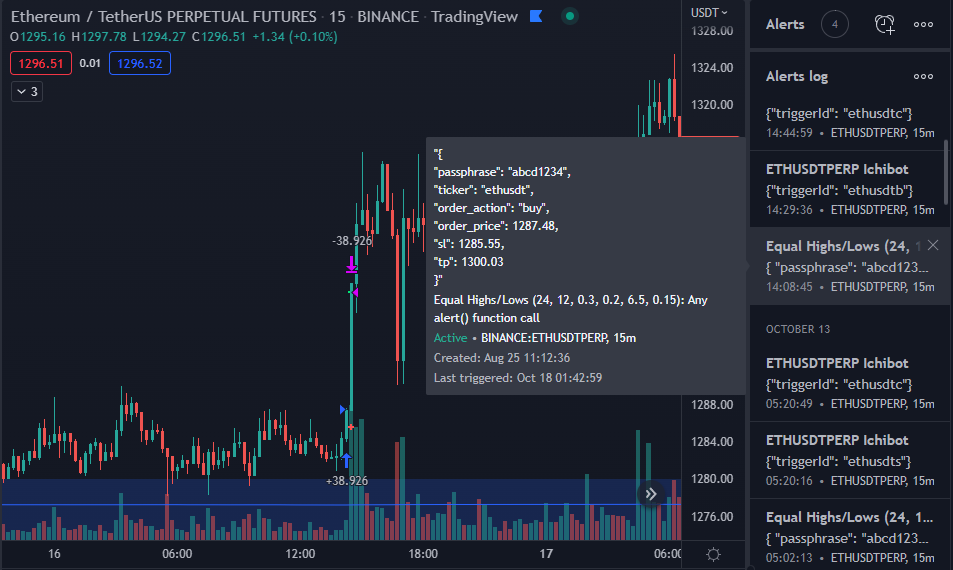 Ethereum / TetherUS PERPETUAL FUTURES · 15 · BINANCE · TradingView
O1295.16 H1297.78 L1294.27 C1296.51 +1.34 (+0.10%)
1296.51 0.01 1296.52
3
USDT
1328.00
1324.00
1320.00
1288.00
1284.00
1280.00
1276.00
-38.926
+38.926
16 06:00 12:00 18:00 17 06:00
"{
"passphrase": "abcd1234",
"ticker": "ethusdt",
"order_action": "buy",
"order_price": 1287.48,
"sl": 1285.55,
"tp": 1300.03
}"
Equal Highs/Lows (24, 12, 0.3, 0.2, 6.5, 0.15): Any
alert() function call
Active • BINANCE:ETHUSDTPERP, 15m
Created: Aug 25 11:12:36
Last triggered: Oct 18 01:42:59
Alerts 4
Alerts log
{"triggerId": "ethusdtc"}
14:44:59 • ETHUSDTPERP, 15m
ETHUSDTPERP Ichibot
{"triggerId": "ethusdtb"}
14:29:36 • ETHUSDTPERP, 15m
Equal Highs/Lows (24, 1
{ "passphrase": "abcd123...
14:08:45 • ETHUSDTPERP, 15m
OCTOBER 13
ETHUSDTPERP Ichibot
{"triggerId": "ethusdtc"}
05:20:49 • ETHUSDTPERP, 15m
ETHUSDTPERP Ichibot
{"triggerId": "ethusdts"}
05:20:16 • ETHUSDTPERP, 15m
Equal Highs/Lows (24, 1...
{ "passphrase": "abcd123...
05:02:13 • ETHUSDTPERP, 15m